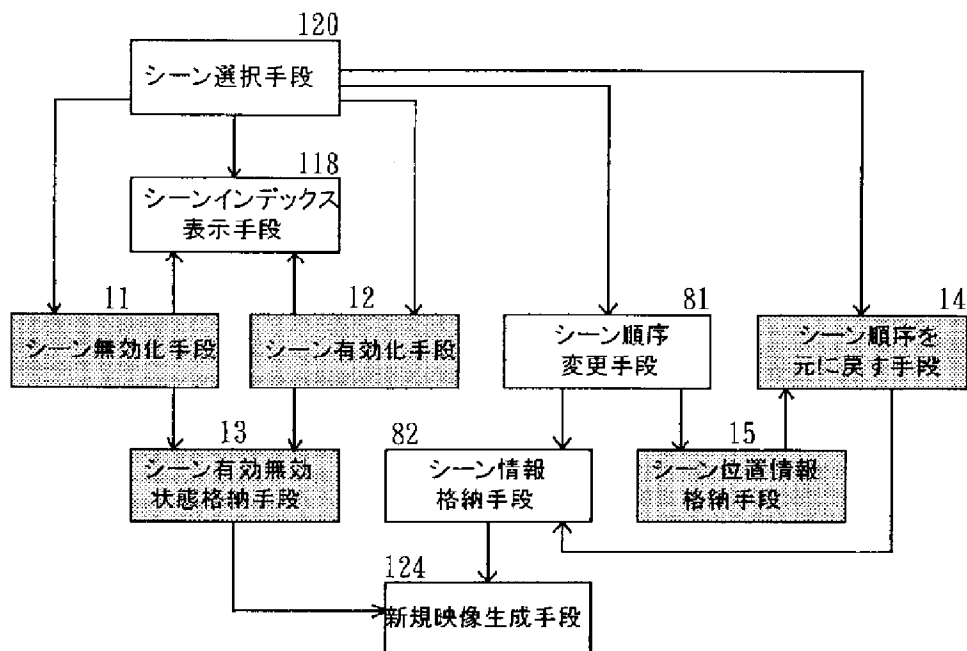 120
シーン選択手段
118
シーンインデックス
表示手段
11
シーン無効化手段
12
シーン有効化手段
81
シーン順序
変更手段
14
シーン順序を
元に戻す手段
13
シーン有効無効
状態格納手段
82
シーン情報
格納手段
15
シーン位置情報
格納手段
124
新規映像生成手段